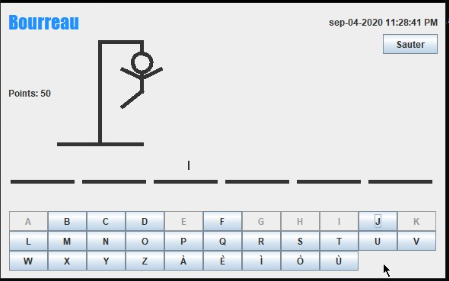 Bourreau
sep-04-2020 11:28:41 PM
Sauter
Points: 50
I
A B C D E F G H I J K
L M N O P Q R S T U V
W X Y Z À È Ì Ò Ù